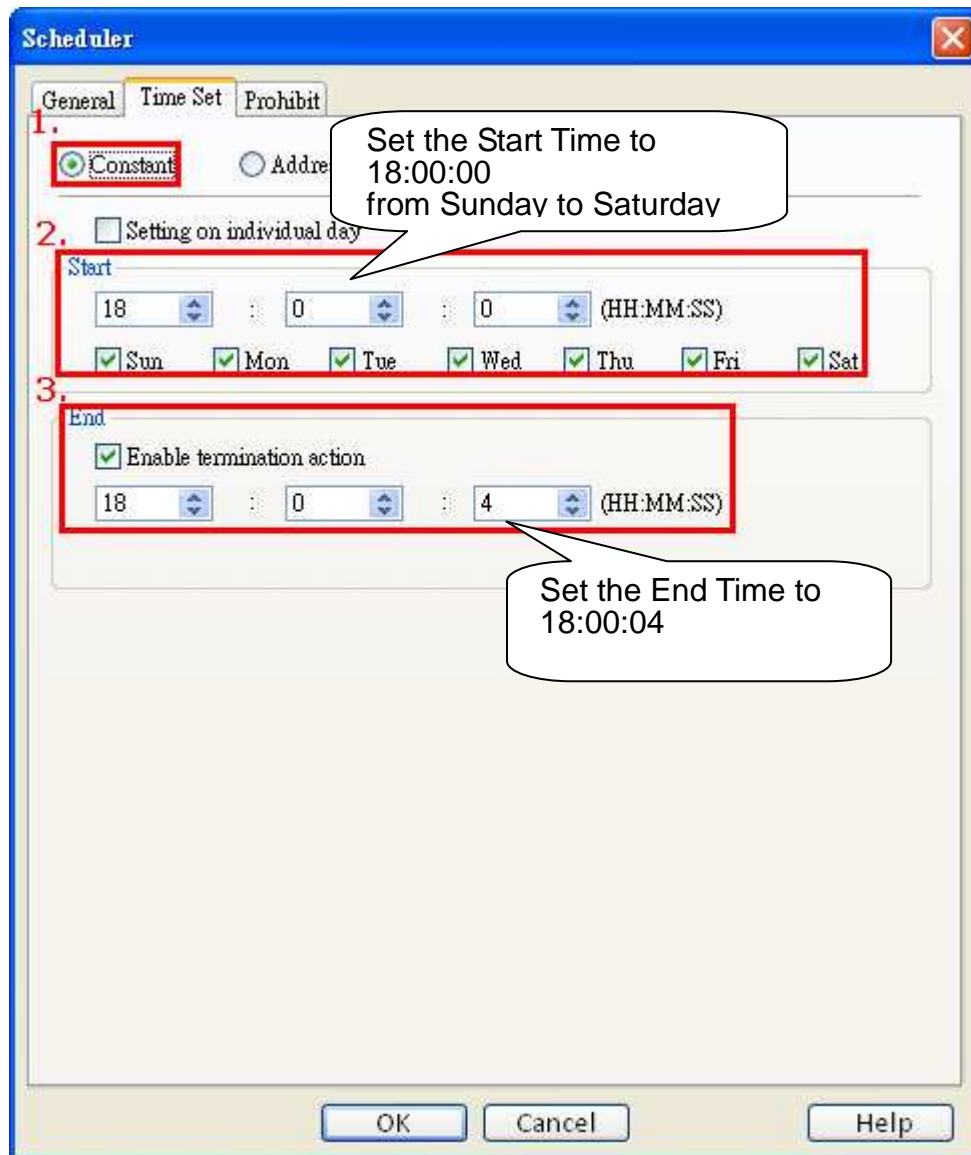 Scheduler
General Time Set Prohibit
1.
Constant
Set the Start Time to
18:00:00
from Sunday to Saturday
2. Setting on individual day
Start
18 : 0 : 0 (HH:MM:SS)
Sun Mon Tue Wed Thu Fri Sat
3.
End
Enable termination action
18 : 0 : 4 (HH:MM:SS)
Set the End Time to
18:00:04
OK Cancel Help